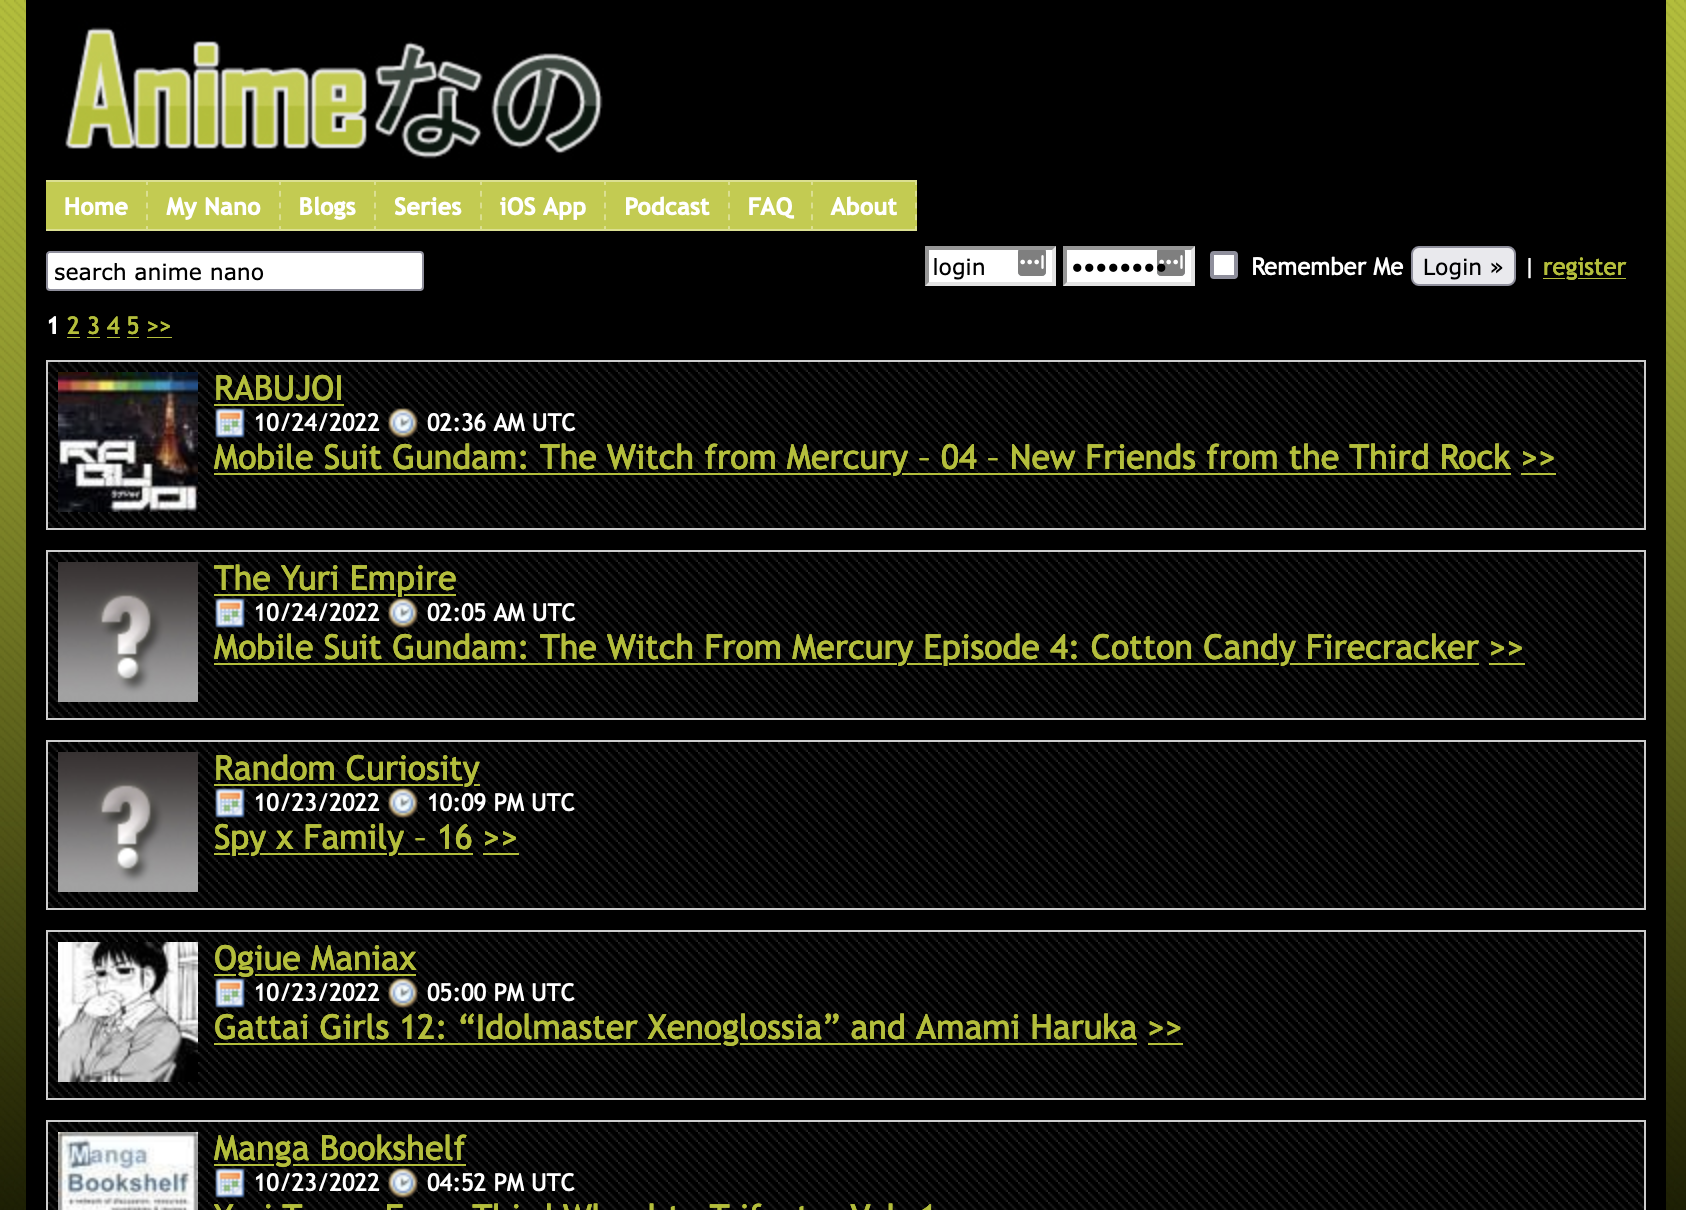 Animeなの
Home My Nano Blogs Series iOS App Podcast FAQ About
search anime nano
login •••••••• Remember Me Login » | register
1 2 3 4 5 >>
RABUJOI
10/24/2022 02:36 AM UTC
Mobile Suit Gundam: The Witch from Mercury – 04 – New Friends from the Third Rock >>
RABUJOI
The Yuri Empire
10/24/2022 02:05 AM UTC
Mobile Suit Gundam: The Witch From Mercury Episode 4: Cotton Candy Firecracker >>
?
Random Curiosity
10/23/2022 10:09 PM UTC
Spy x Family – 16 >>
?
Ogiue Maniax
10/23/2022 05:00 PM UTC
Gattai Girls 12: “Idolmaster Xenoglossia” and Amami Haruka >>
Manga Bookshelf
10/23/2022 04:52 PM UTC
Manga
Bookshelf